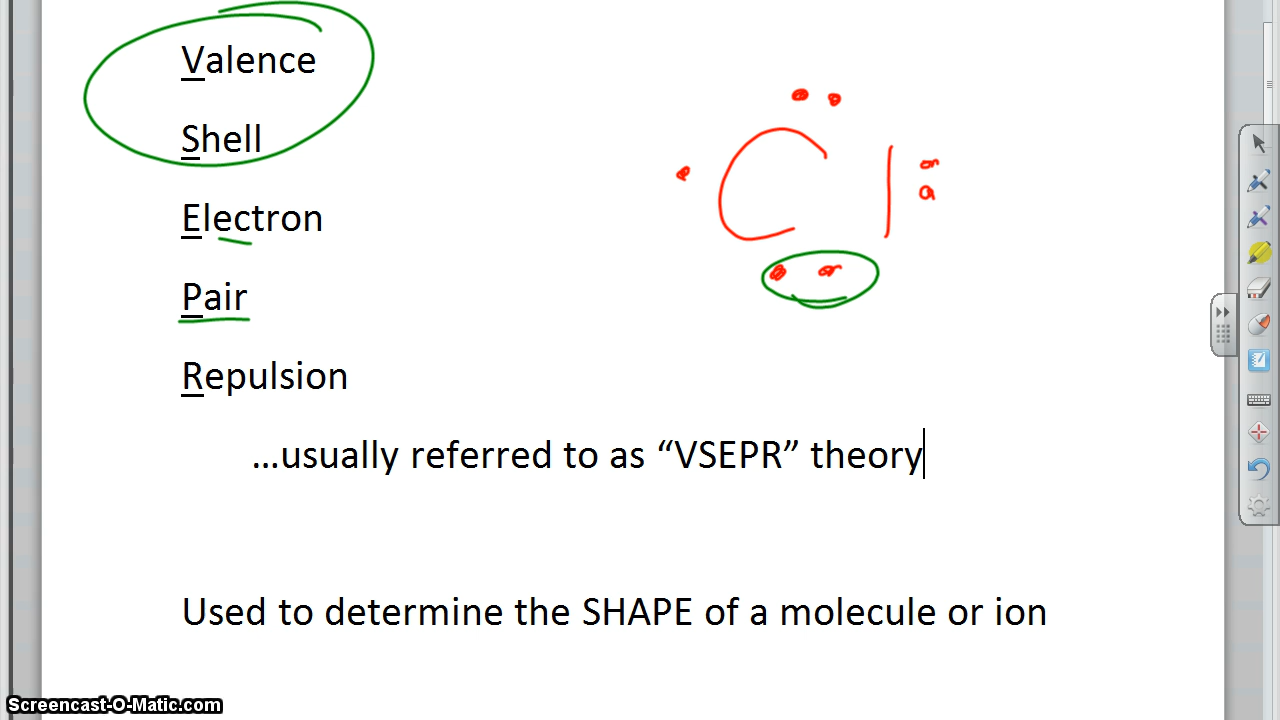 Valence
Shell
Cl
Electron
Pair
Repulsion
...usually referred to as “VSEPR” theory
Used to determine the SHAPE of a molecule or ion
Screencast-O-Matic.com